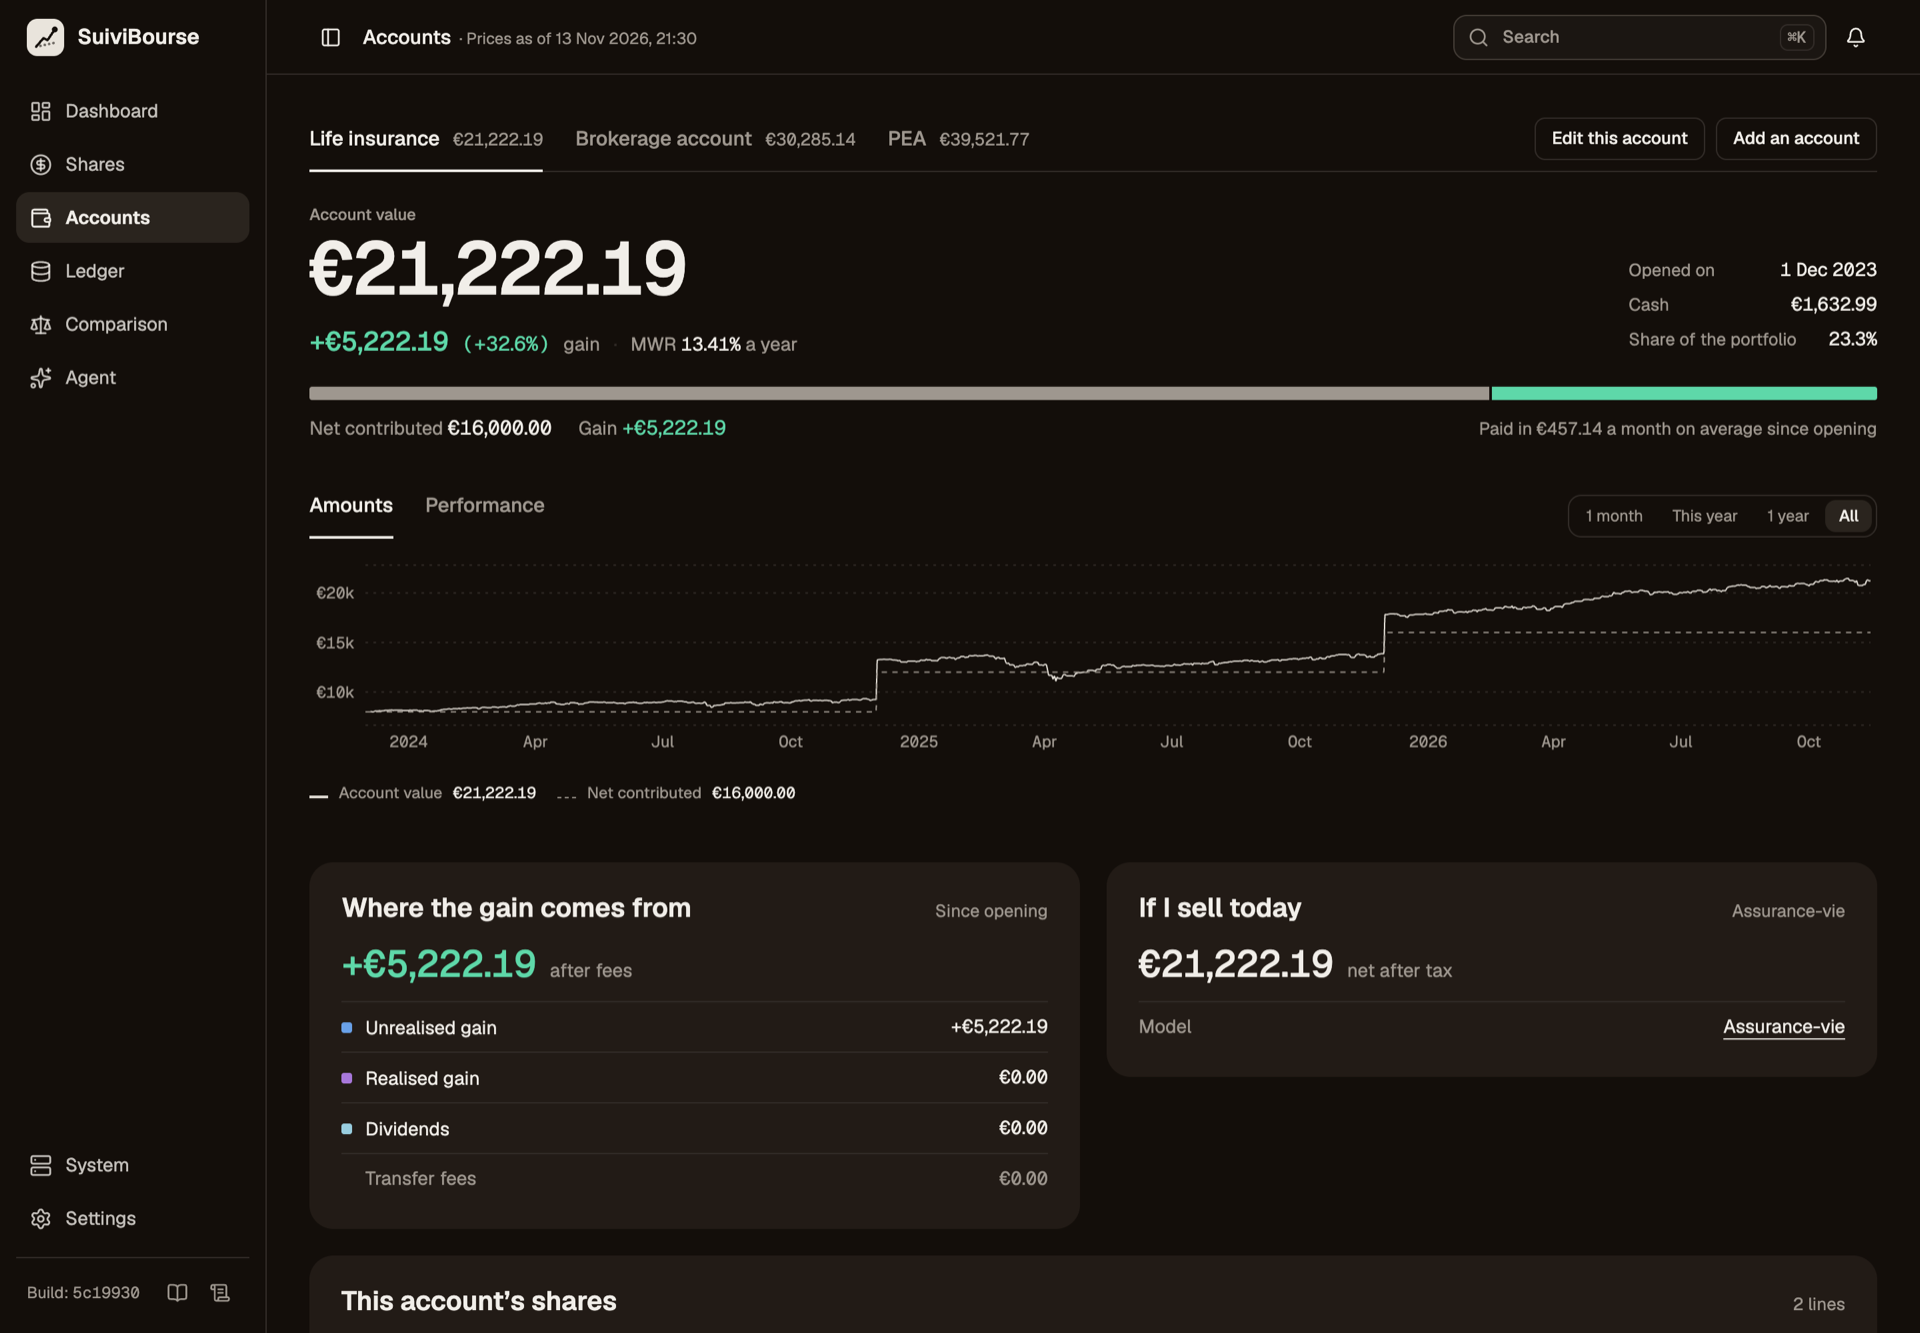 SuiviBourse
Accounts · Prices as of 13 Nov 2026, 21:30
Search ⌘K
Dashboard
Shares
Accounts
Ledger
Comparison
Agent
System
Settings
Build: 5c19930
Life insurance €21,222.19 Brokerage account €30,285.14 PEA €39,521.77
Edit this account Add an account
Account value
€21,222.19
+€5,222.19 (+32.6%) gain · MWR 13.41% a year
Opened on 1 Dec 2023
Cash €1,632.99
Share of the portfolio 23.3%
Net contributed €16,000.00 Gain +€5,222.19
Paid in €457.14 a month on average since opening
Amounts Performance
1 month This year 1 year All
€20k
€15k
€10k
2024 Apr Jul Oct 2025 Apr Jul Oct 2026 Apr Jul Oct
Account value €21,222.19 Net contributed €16,000.00
Where the gain comes from Since opening
+€5,222.19 after fees
Unrealised gain +€5,222.19
Realised gain €0.00
Dividends €0.00
Transfer fees €0.00
If I sell today Assurance-vie
€21,222.19 net after tax
Model Assurance-vie
This account’s shares 2 lines